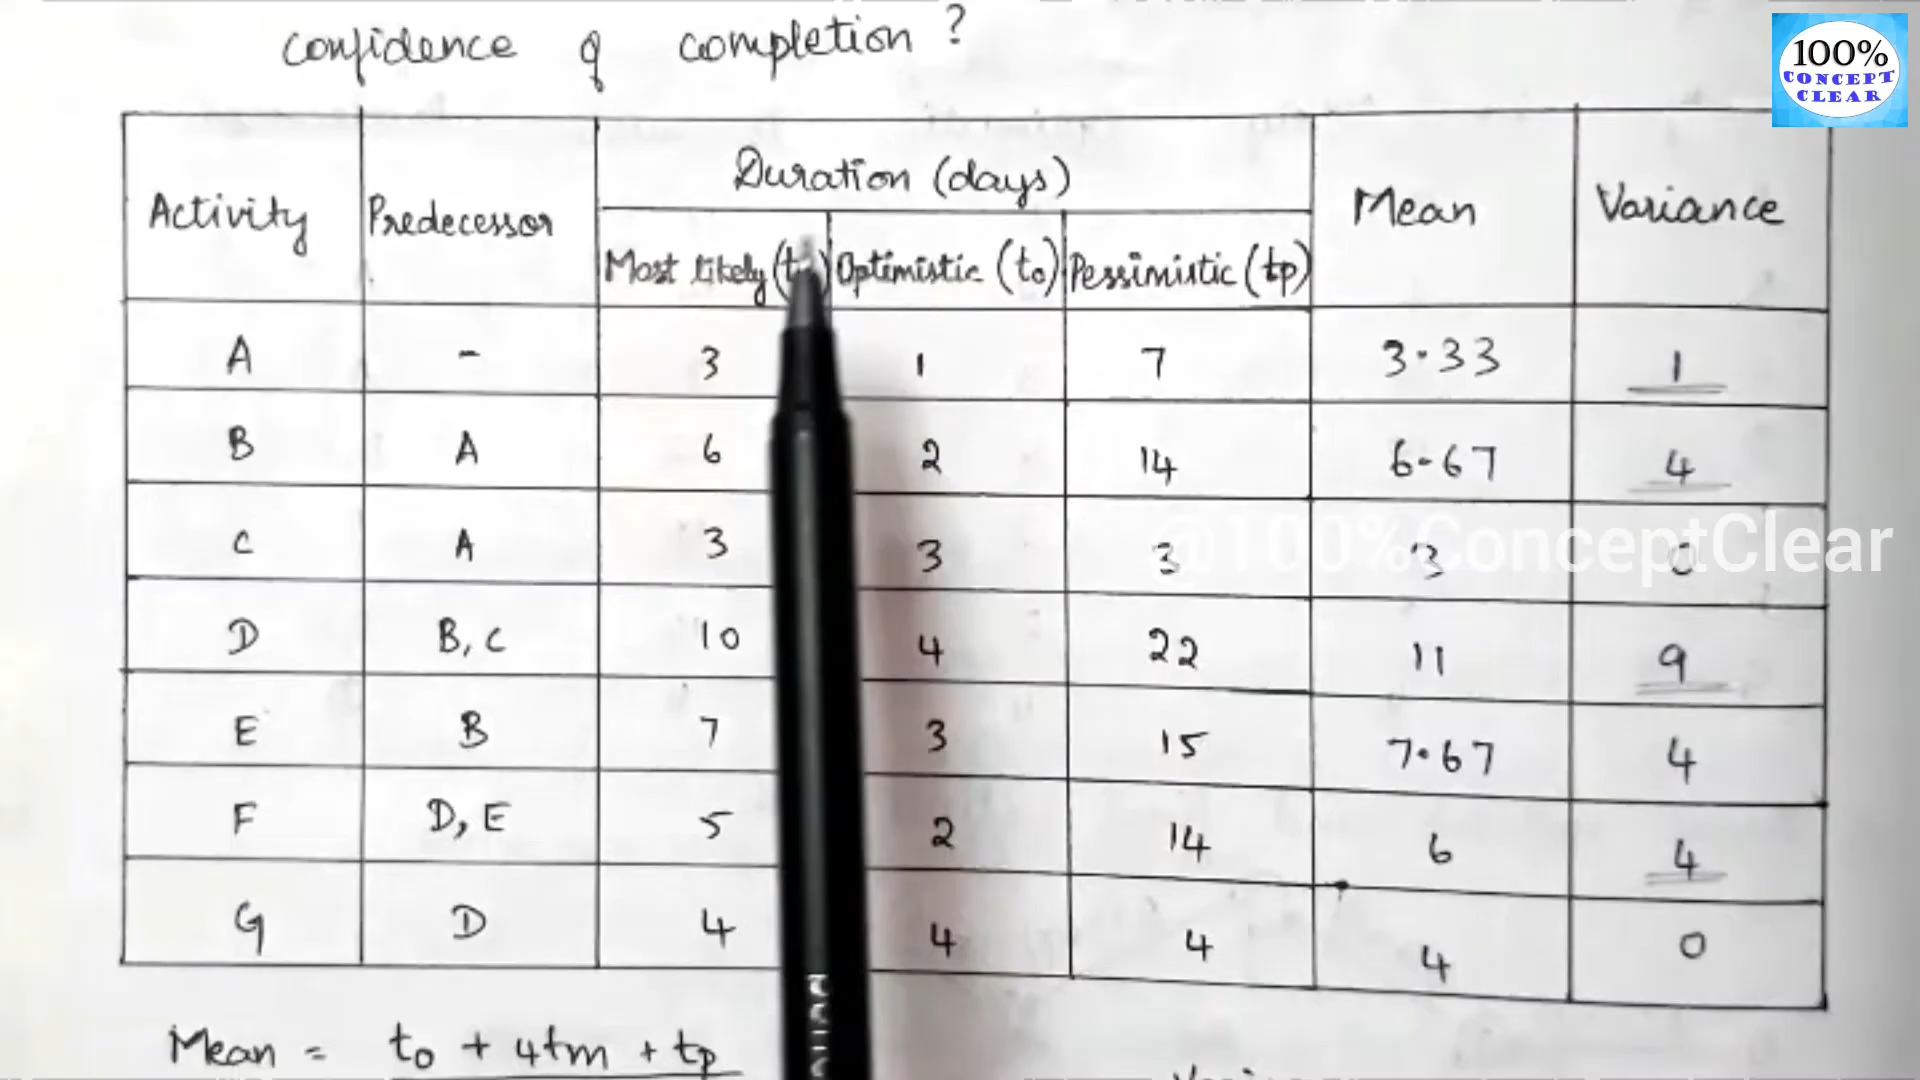 confidence of completion ?
100%
CONCEPT
CLEAR
Activity Predecessor Duration (days) Mean Variance
Most likely Optimistic (to) Pessimistic (tp)
A - 3 1 7 3.33 1
B A 6 2 14 6.67 4
@100%ConceptClear
C A 3 3 3 3 0
D B, C 10 4 22 11 9
E B 7 3 15 7.67 4
F D, E 5 2 14 6 4
G D 4 4 4 4 0
Mean = to + 4tm + tp